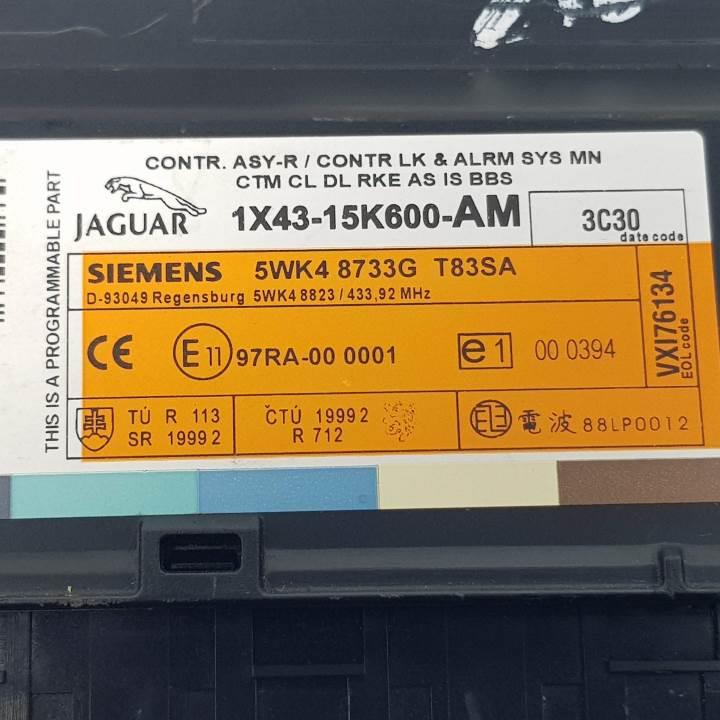 CONTR. ASY-R / CONTR LK & ALRM SYS MN
CTM CL DL RKE AS IS BBS
JAGUAR
1X43-15K600-AM
3C30
date code
THIS IS A PROGRAMMABLE PART
SIEMENS 5WK4 8733G T83SA
D-93049 Regensburg 5WK4 8823 / 433,92 MHz
VXI76134
EOL code
CE E11 97RA-00 0001 e1 00 0394
TÚ R 113
SR 1999 2
ČTÚ 1999 2
R 712
電波 88LP0012